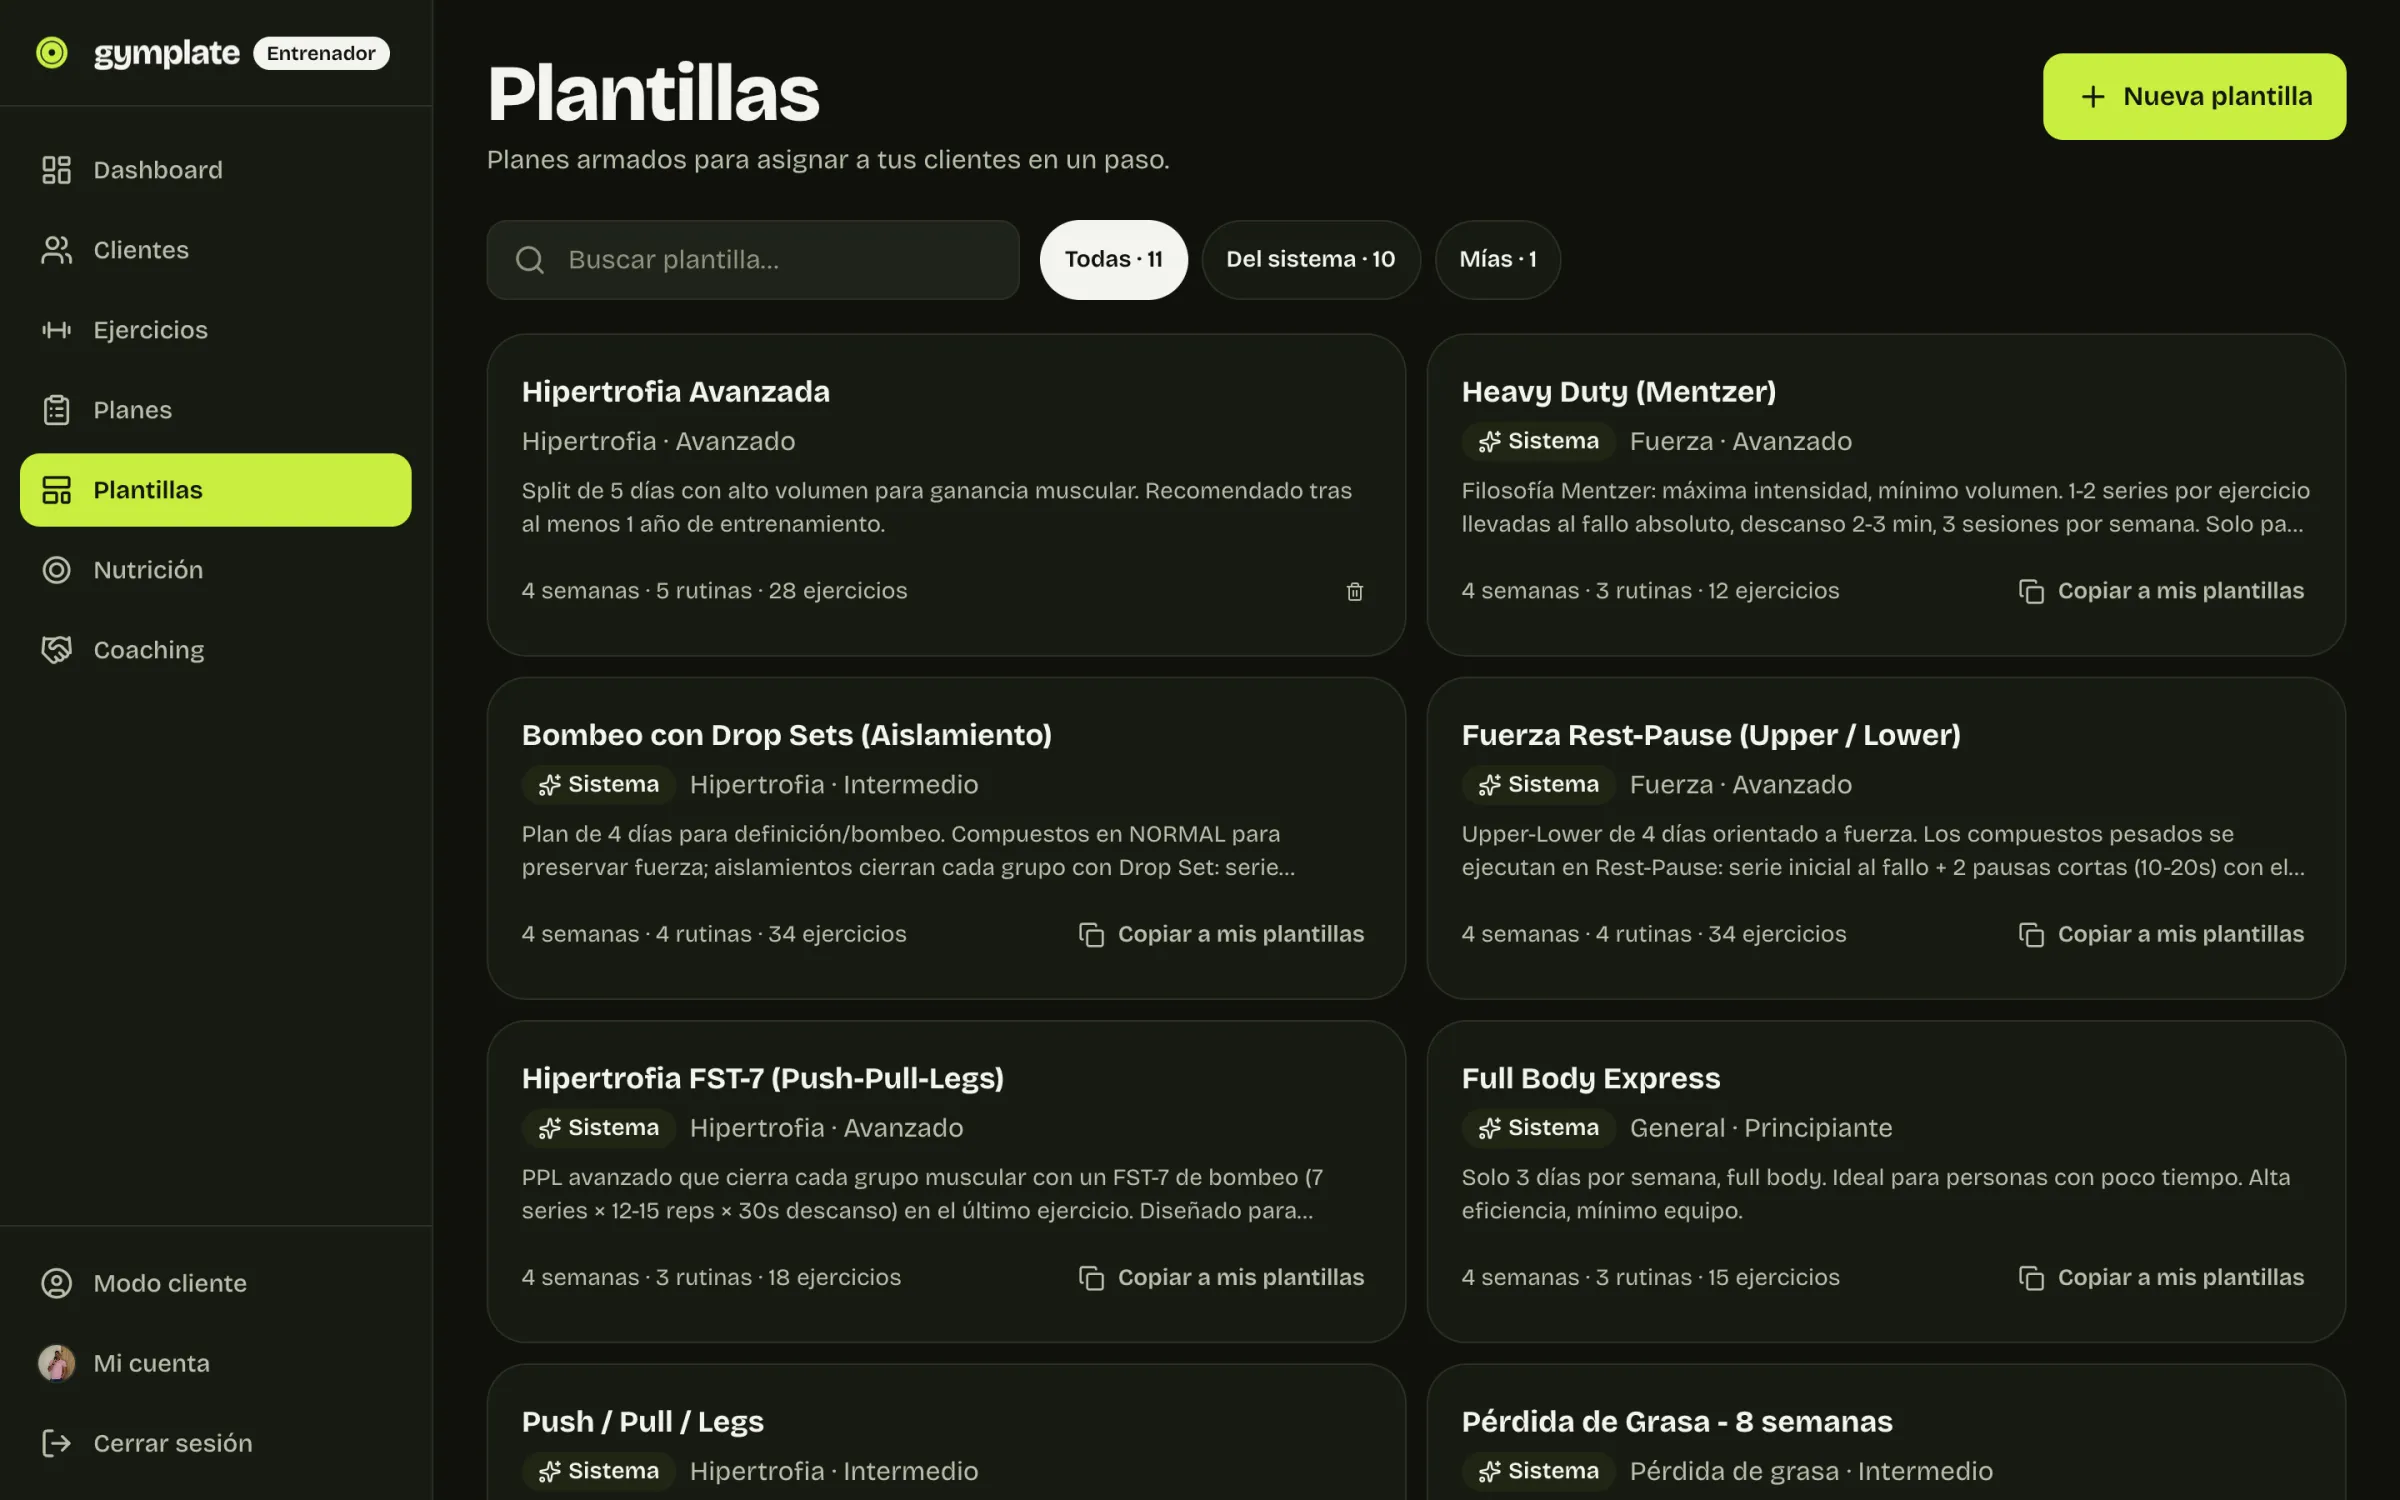 gymplate Entrenador
Dashboard
Clientes
Ejercicios
Planes
Plantillas
Nutrición
Coaching
Modo cliente
Mi cuenta
Cerrar sesión
Plantillas
Planes armados para asignar a tus clientes en un paso.
Nueva plantilla
Buscar plantilla...
Todas · 11
Del sistema · 10
Mías · 1
Hipertrofia Avanzada
Hipertrofia · Avanzado
Split de 5 días con alto volumen para ganancia muscular. Recomendado tras
al menos 1 año de entrenamiento.
4 semanas · 5 rutinas · 28 ejercicios
Heavy Duty (Mentzer)
Sistema Fuerza · Avanzado
Filosofía Mentzer: máxima intensidad, mínimo volumen. 1-2 series por ejercicio
llevadas al fallo absoluto, descanso 2-3 min, 3 sesiones por semana. Solo pa...
4 semanas · 3 rutinas · 12 ejercicios
Copiar a mis plantillas
Bombeo con Drop Sets (Aislamiento)
Sistema Hipertrofia · Intermedio
Plan de 4 días para definición/bombeo. Compuestos en NORMAL para
preservar fuerza; aislamientos cierran cada grupo con Drop Set: serie...
4 semanas · 4 rutinas · 34 ejercicios
Copiar a mis plantillas
Fuerza Rest-Pause (Upper / Lower)
Sistema Fuerza · Avanzado
Upper-Lower de 4 días orientado a fuerza. Los compuestos pesados se
ejecutan en Rest-Pause: serie inicial al fallo + 2 pausas cortas (10-20s) con el...
4 semanas · 4 rutinas · 34 ejercicios
Copiar a mis plantillas
Hipertrofia FST-7 (Push-Pull-Legs)
Sistema Hipertrofia · Avanzado
PPL avanzado que cierra cada grupo muscular con un FST-7 de bombeo (7
series × 12-15 reps × 30s descanso) en el último ejercicio. Diseñado para...
4 semanas · 3 rutinas · 18 ejercicios
Copiar a mis plantillas
Full Body Express
Sistema General · Principiante
Solo 3 días por semana, full body. Ideal para personas con poco tiempo. Alta
eficiencia, mínimo equipo.
4 semanas · 3 rutinas · 15 ejercicios
Copiar a mis plantillas
Push / Pull / Legs
Sistema Hipertrofia · Intermedio
Pérdida de Grasa - 8 semanas
Sistema Pérdida de grasa · Intermedio